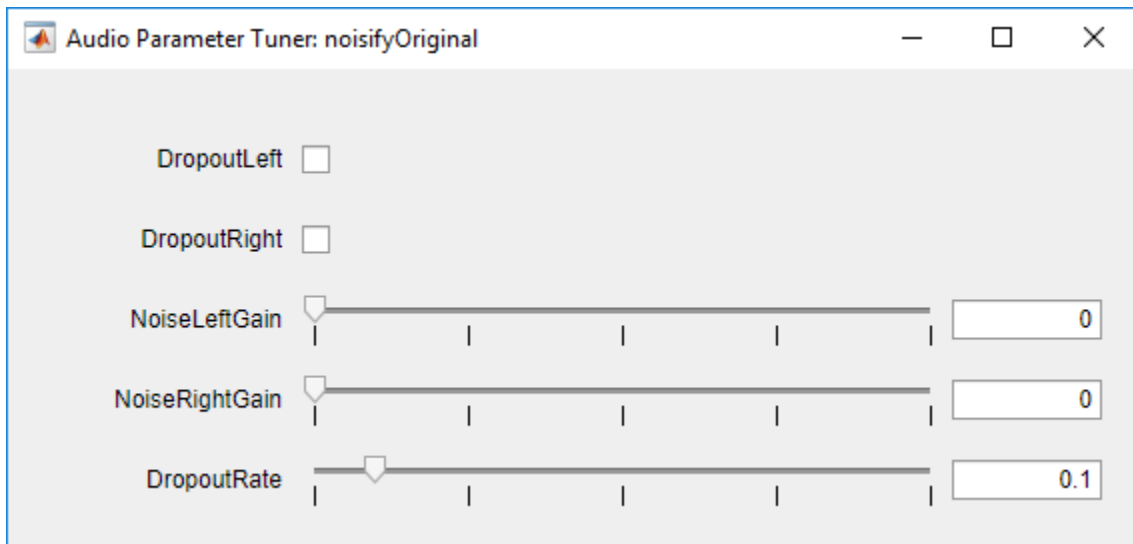 Audio Parameter Tuner: noisifyOriginal
DropoutLeft
DropoutRight
NoiseLeftGain 0
NoiseRightGain 0
DropoutRate 0.1